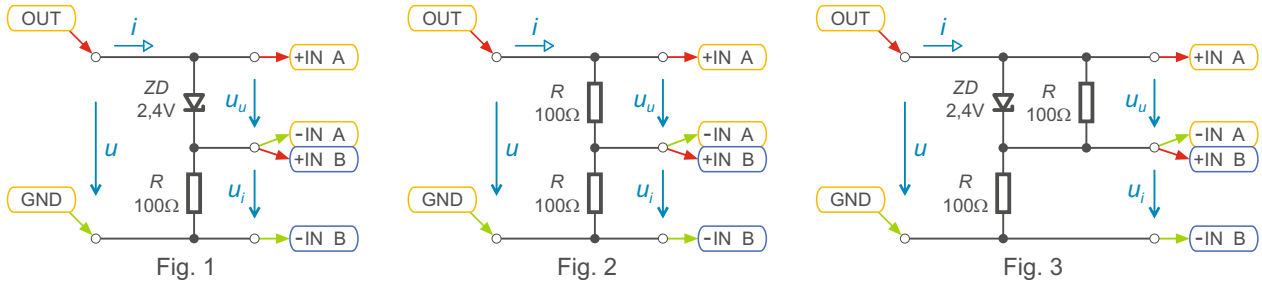 OUT
i
+IN A
ZD
2,4V
u_u
-IN A
+IN B
u
R
100Ω
u_i
GND
-IN B
Fig. 1
OUT
i
+IN A
R
100Ω
u_u
-IN A
+IN B
u
R
100Ω
u_i
GND
-IN B
Fig. 2
OUT
i
+IN A
ZD
2,4V
R
100Ω
u_u
-IN A
+IN B
u
R
100Ω
u_i
GND
-IN B
Fig. 3